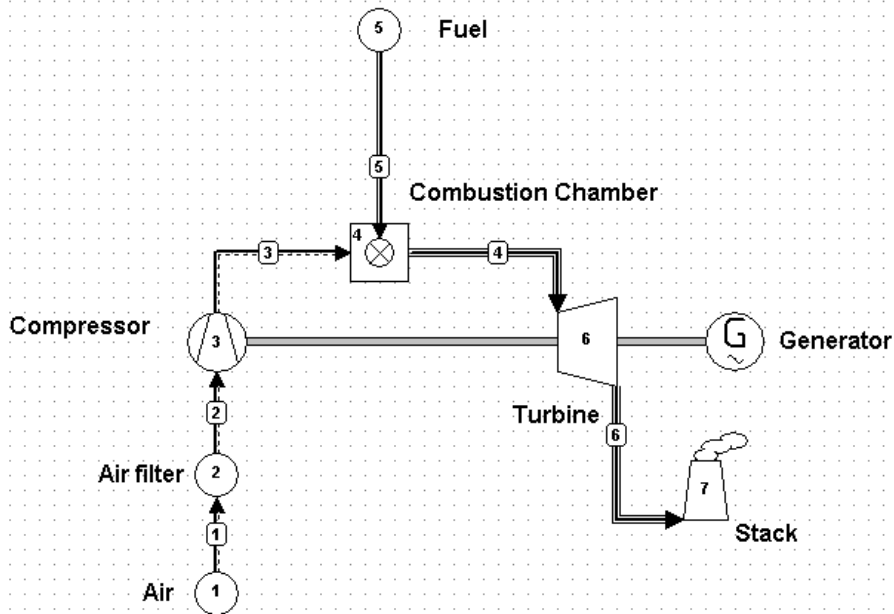 5 Fuel
5
Combustion Chamber
4
3
4
Compressor
3
6
G
Generator
2
Turbine
6
Air filter
2
7
1
Stack
Air
1